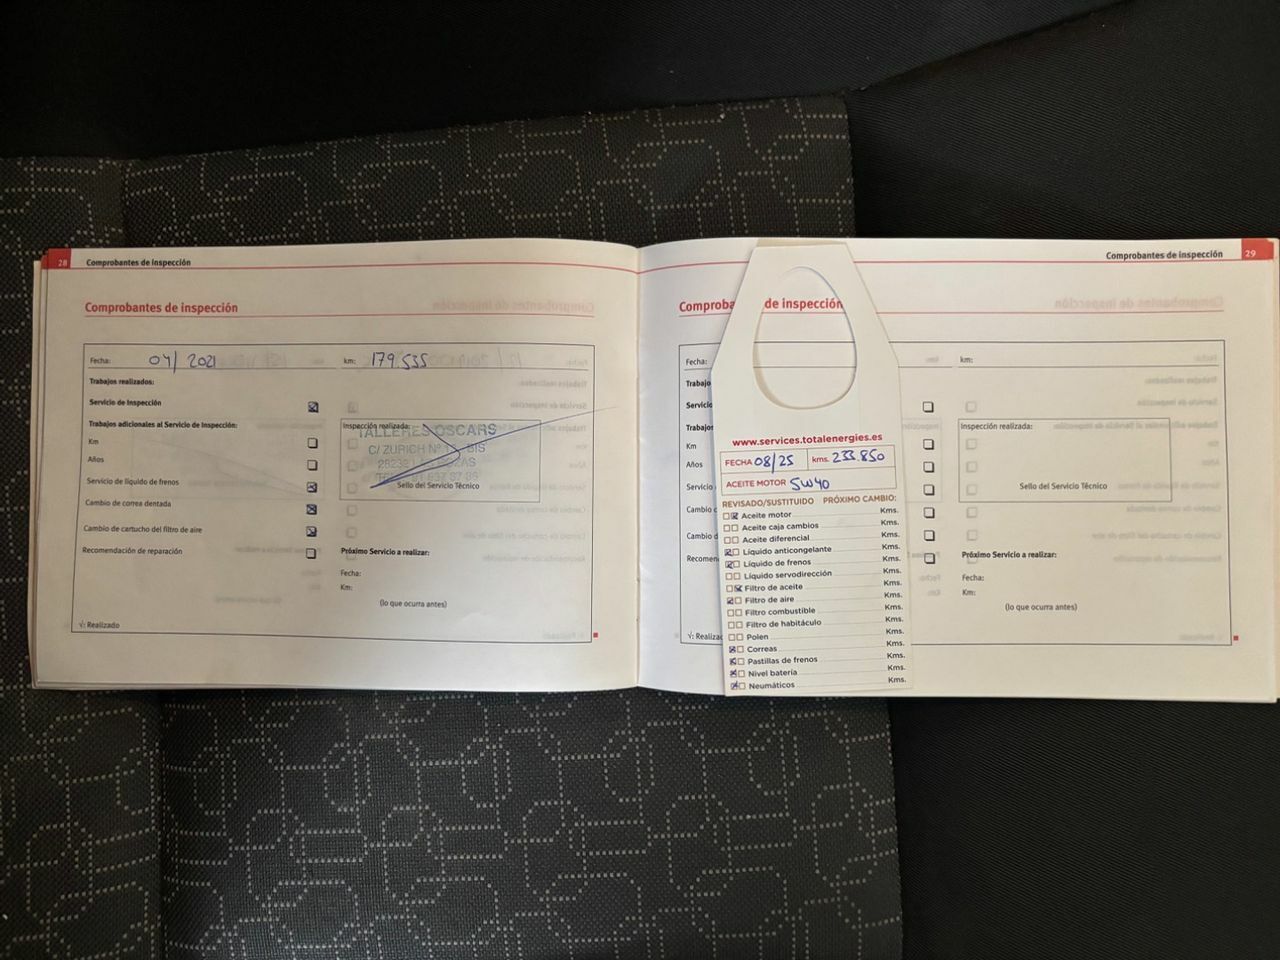 28 Comprobantes de inspección
Comprobantes de inspección
Fecha: 04/2021 km: 179.535
Trabajos realizados:
Servicio de Inspección
Trabajos adicionales al Servicio de Inspección:
Km
Años
Servicio de líquido de frenos
Cambio de correa dentada
Cambio de cartucho del filtro de aire
Recomendación de reparación
√: Realizado
Inspección realizada:
TALLERES OSCARS
C/ ZURICH Nº
BIS
Sello del Servicio Técnico
Próximo Servicio a realizar:
Fecha:
Km:
(lo que ocurra antes)
Comprobantes de inspección 29
Comproba de inspección
Fecha: km:
Trabajo
Servicio
Trabajo
Km
Años
Servicio
Cambio
Cambio d
Recomen
√: Realizad
Inspección realizada:
Sello del Servicio Técnico
Próximo Servicio a realizar:
Fecha:
Km:
(lo que ocurra antes)
www.services.totalenergies.es
FECHA 08/25 kms. 233.850
ACEITE MOTOR 5W40
REVISADO/SUSTITUIDO PRÓXIMO CAMBIO:
Aceite motor Kms.
Aceite caja cambios Kms.
Aceite diferencial Kms.
Líquido anticongelante Kms.
Líquido de frenos Kms.
Líquido servodirección Kms.
Filtro de aceite Kms.
Filtro de aire Kms.
Filtro combustible Kms.
Filtro de habitáculo Kms.
Polen Kms.
Correas Kms.
Pastillas de frenos Kms.
Nivel batería Kms.
Neumáticos Kms.